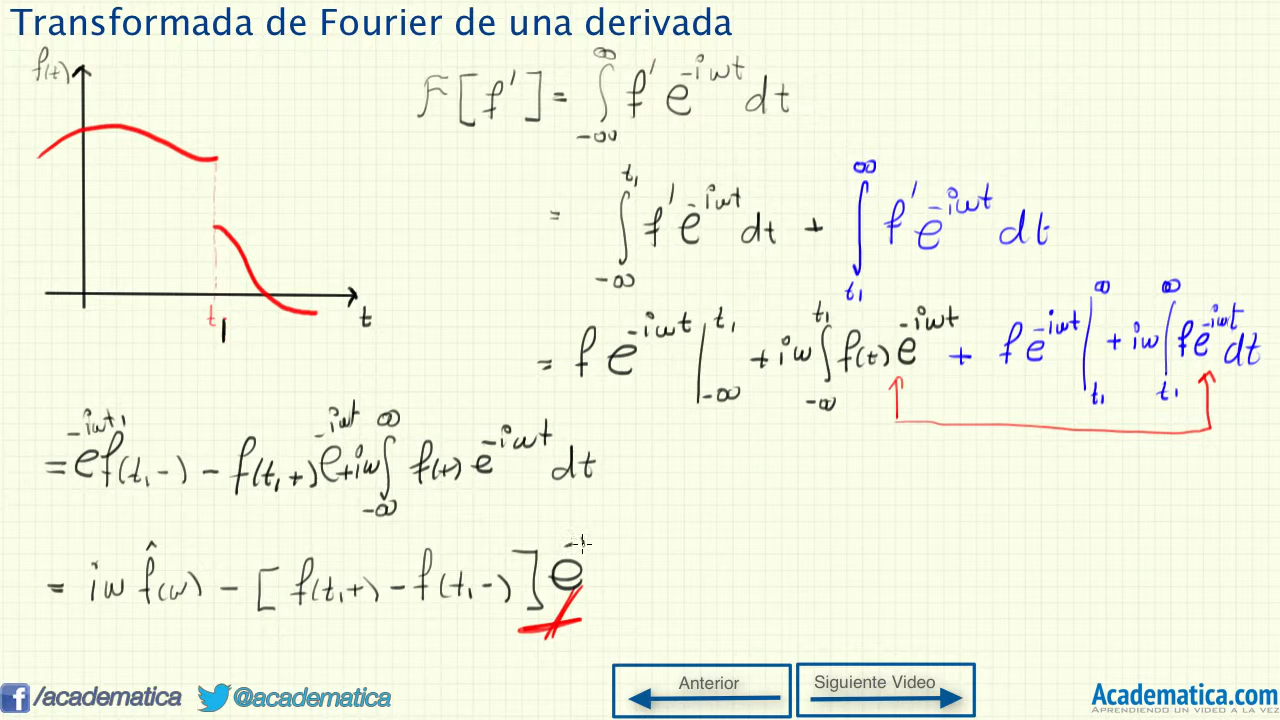 Transformada de Fourier de una derivada
f(t)
F[f'] = ∫_{-∞}^{∞} f' e^{-iωt} dt
= ∫_{-∞}^{t₁} f' e^{-iωt} dt + ∫_{t₁}^{∞} f' e^{-iωt} dt
t₁
t
= f e^{-iωt} |_{-∞}^{t₁} + iω ∫_{-∞}^{t₁} f(t) e^{-iωt} + f e^{-iωt} |_{t₁}^{∞} + iω ∫_{t₁}^{∞} f e^{-iωt} dt
= e^{-iωt₁} f(t₁-) - f(t₁+) e^{-iωt} + iω ∫_{-∞}^{∞} f(t) e^{-iωt} dt
= iω f̂(ω) - [f(t₁+) - f(t₁-)] e^{-}
Anterior
Siguiente Video
/academatica
@academatica
Academatica.com
APRENDIENDO UN VIDEO A LA VEZ